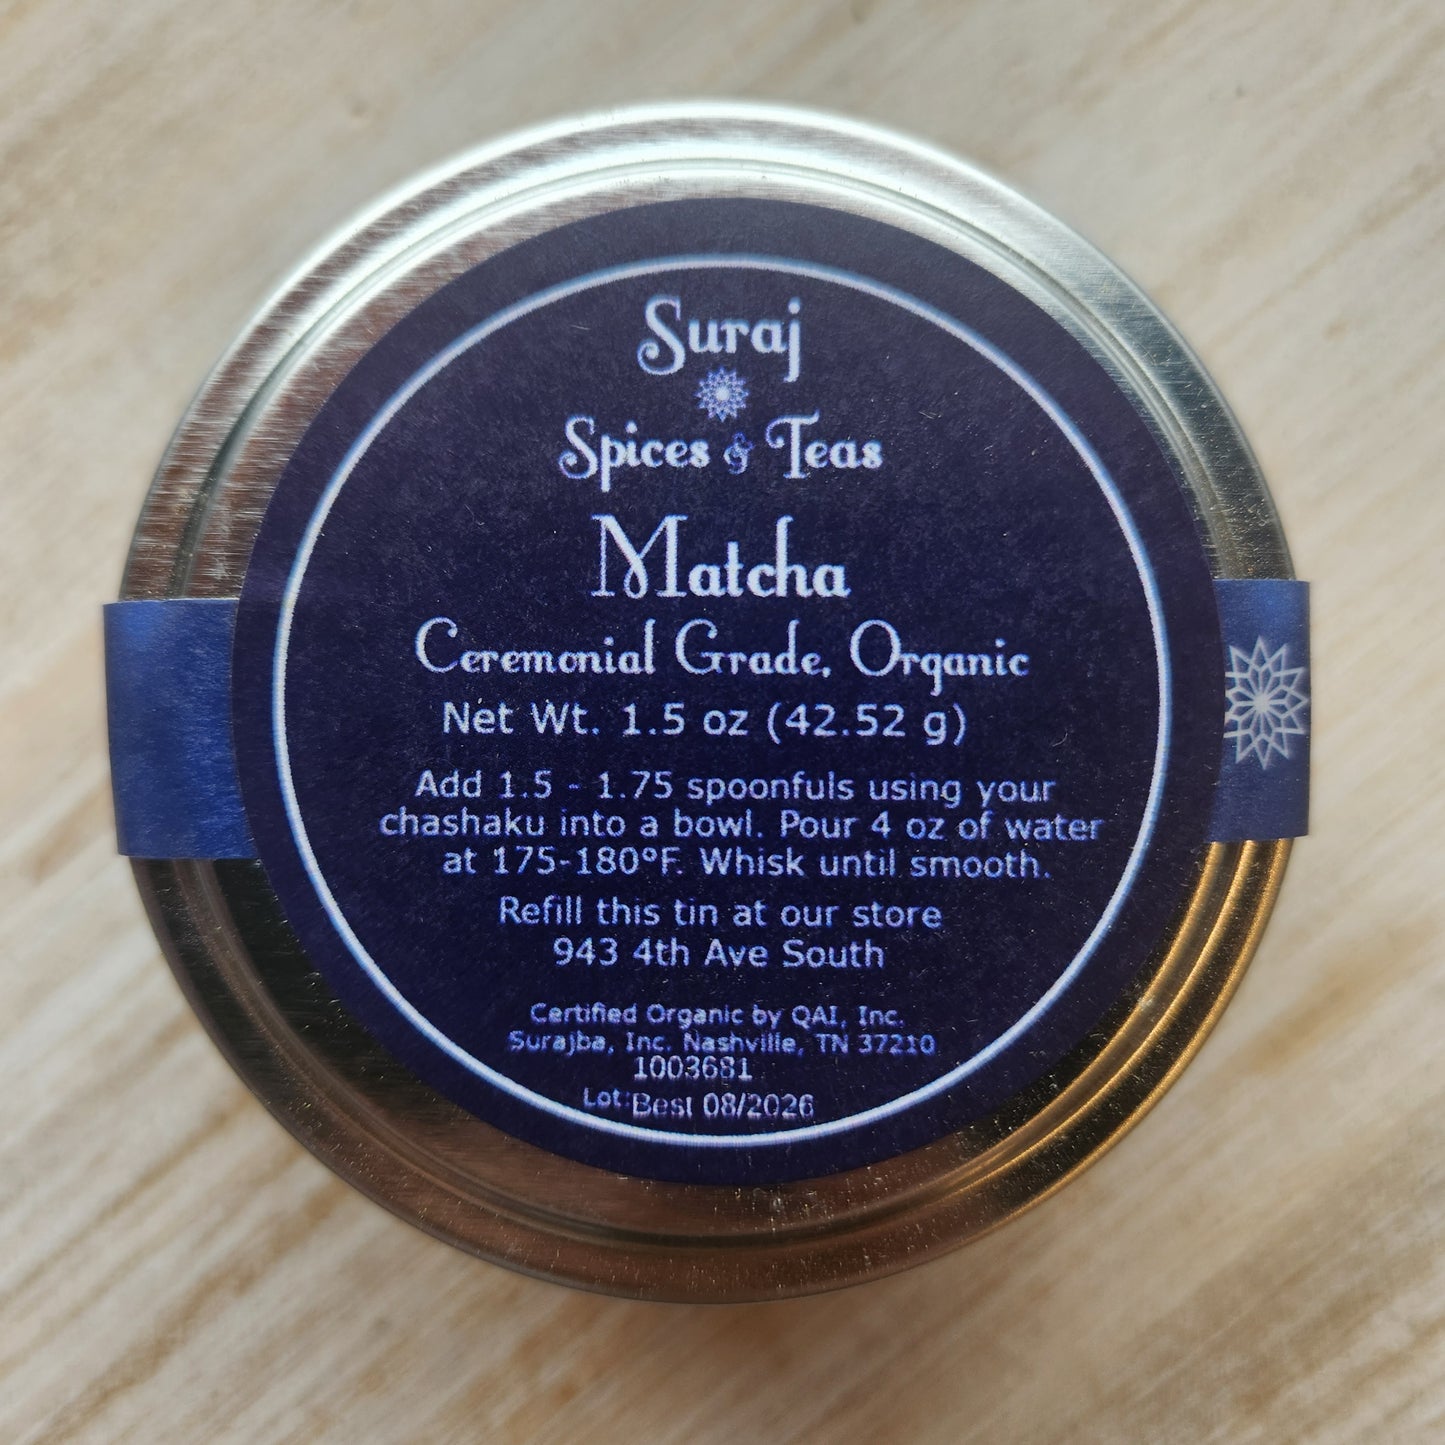 Suraj
Spices & Teas
Matcha
Ceremonial Grade, Organic
Net Wt. 1.5 oz (42.52 g)
Add 1.5 - 1.75 spoonfuls using your
chashaku into a bowl. Pour 4 oz of water
at 175-180°F. Whisk until smooth.
Refill this tin at our store
943 4th Ave South
Certified Organic by QAI, Inc.
Surajba, Inc. Nashville, TN 37210
1003681
Lot: Best 08/2026